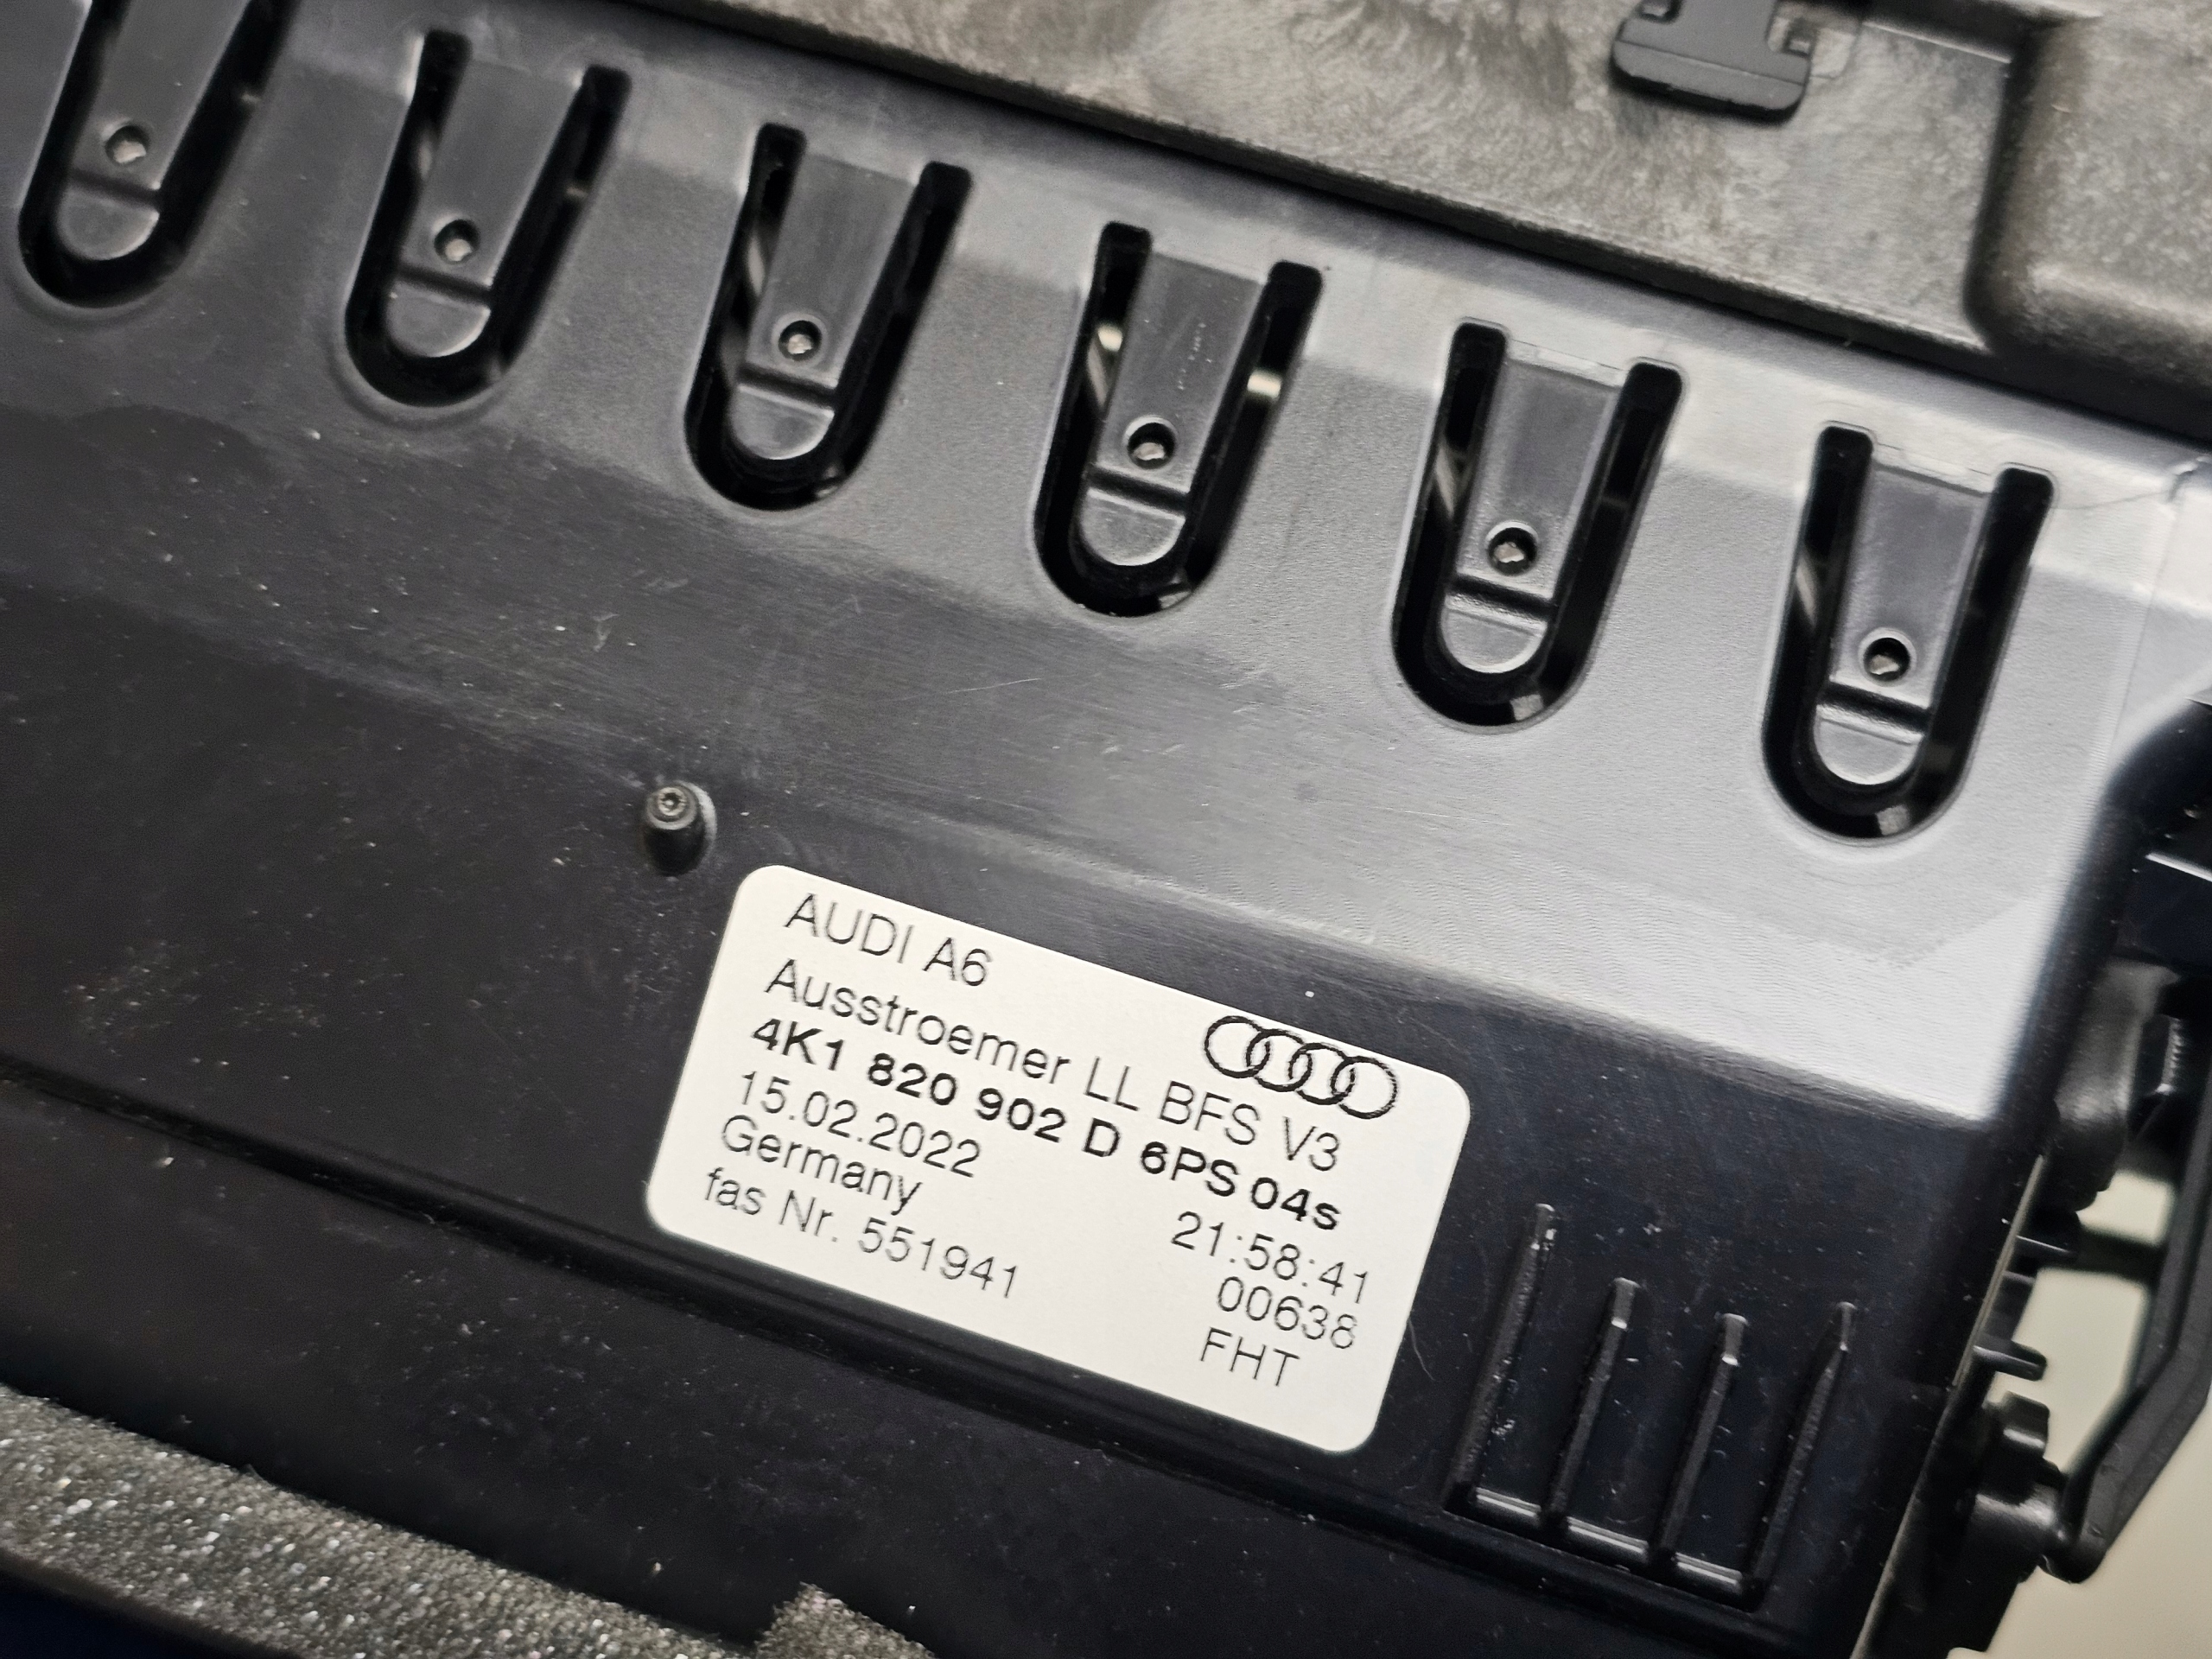 AUDI A6
Ausstroemer LL BFS V3
4K1 820 902 D 6PS 04s
15.02.2022 21:58:41
Germany 00638
fas Nr. 551941 FHT